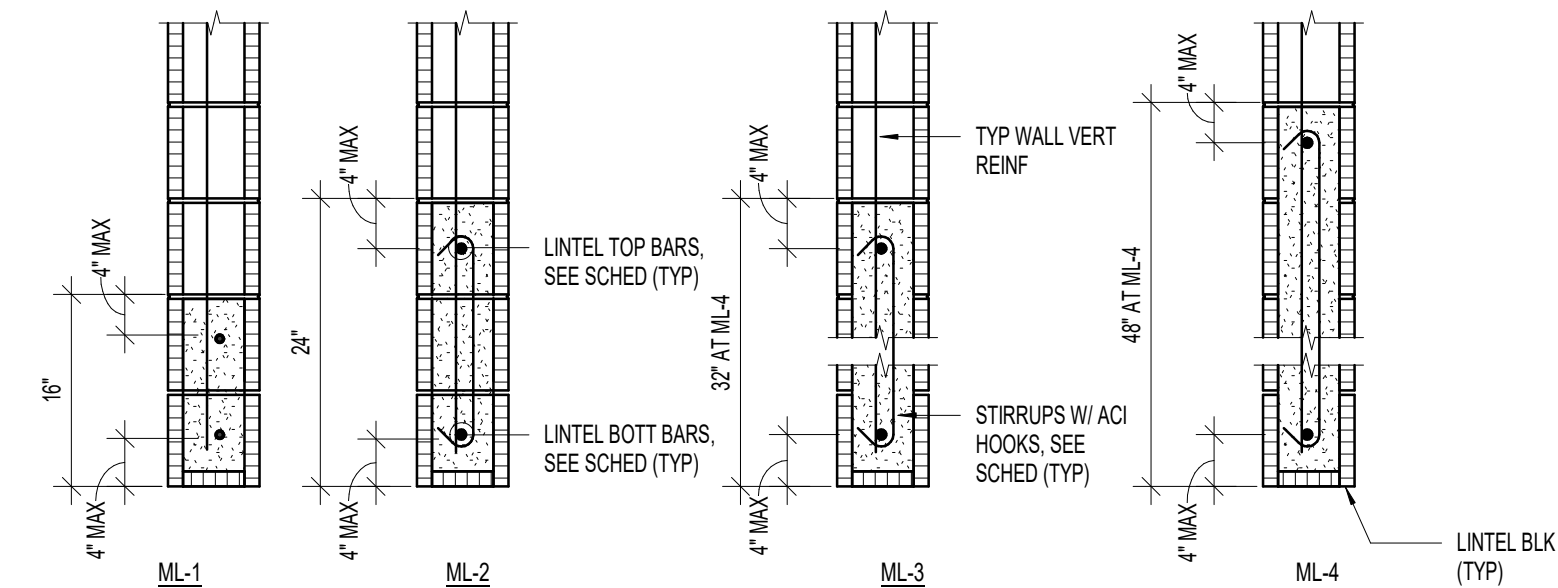 4" MAX
16"
4" MAX
ML-1
4" MAX
24"
4" MAX
LINTEL TOP BARS,
SEE SCHED (TYP)
LINTEL BOTT BARS,
SEE SCHED (TYP)
ML-2
4" MAX
32" AT ML-4
4" MAX
TYP WALL VERT
REINF
STIRRUPS W/ ACI
HOOKS, SEE
SCHED (TYP)
ML-3
4" MAX
48" AT ML-4
4" MAX
LINTEL BLK
(TYP)
ML-4